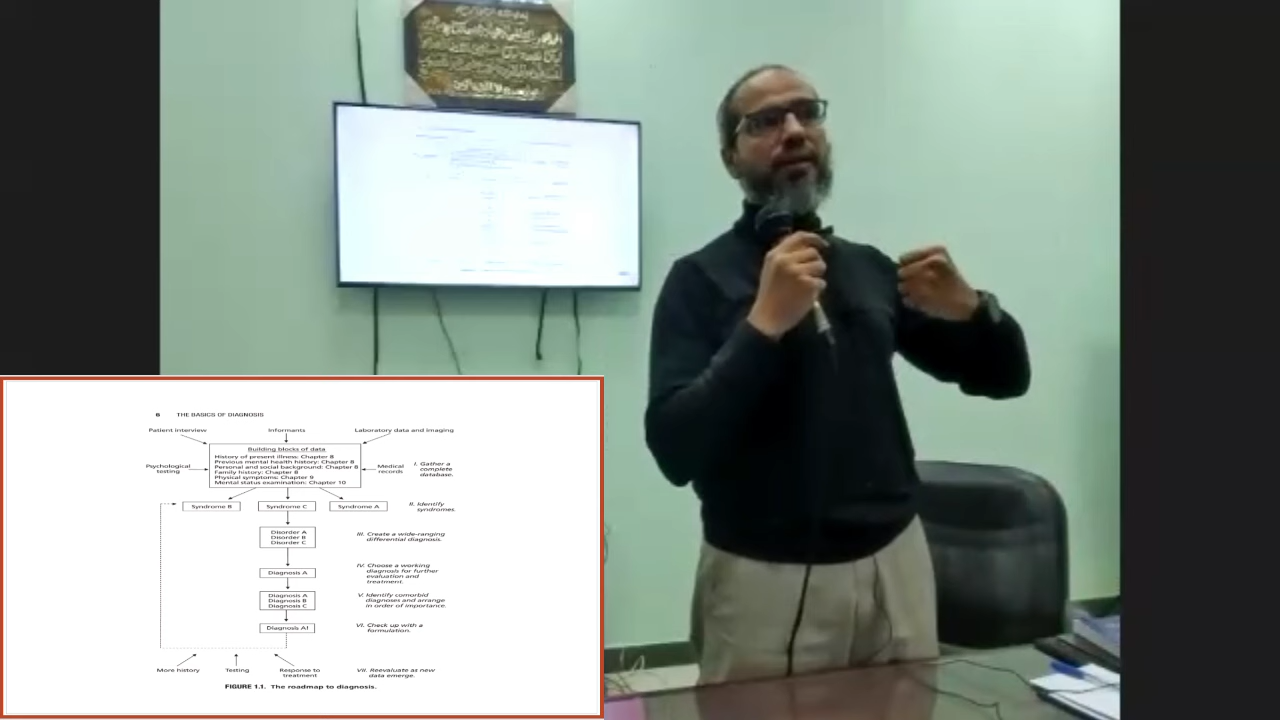 6 THE BASICS OF DIAGNOSIS
Patient interview Informants Laboratory data and imaging
Building blocks of data
History of present illness: Chapter 8
Previous mental health history: Chapter 8
Personal and social background: Chapter 8
Family history: Chapter 8
Physical symptoms: Chapter 9
Mental status examination: Chapter 10
Psychological
testing
Medical
records
I. Gather a
complete
database.
Syndrome B Syndrome C Syndrome A
II. Identify
syndromes.
Disorder A
Disorder B
Disorder C
III. Create a wide-ranging
differential diagnosis.
Diagnosis A
IV. Choose a working
diagnosis for further
evaluation and
treatment.
Diagnosis A
Diagnosis B
Diagnosis C
V. Identify comorbid
diagnoses and arrange
in order of importance.
Diagnosis A!
VI. Check up with a
formulation.
More history Testing Response to
treatment
VII. Reevaluate as new
data emerge.
FIGURE 1.1. The roadmap to diagnosis.